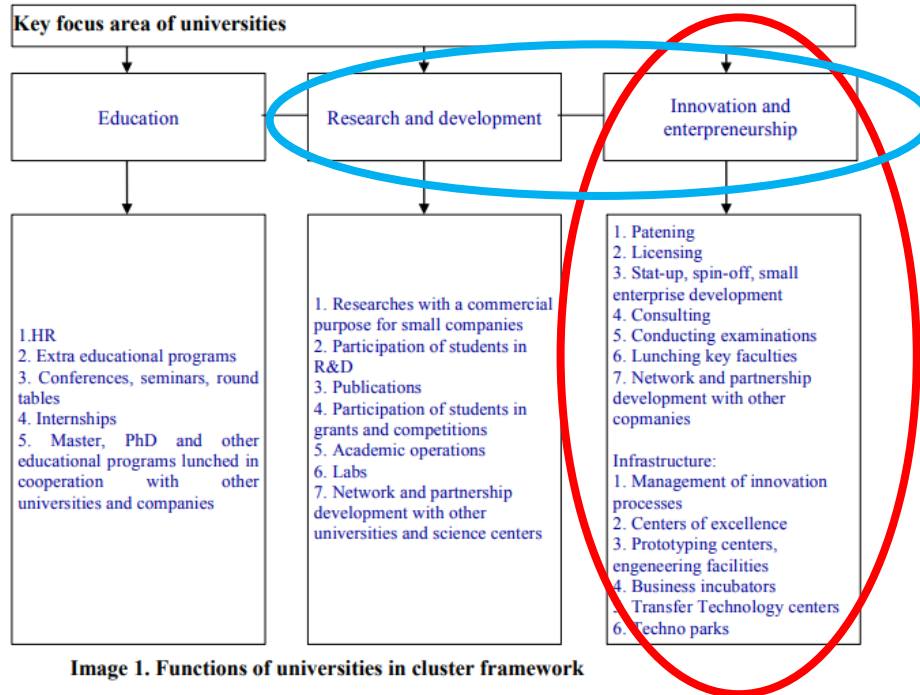 Key focus area of universities
Education
Research and development
Innovation and
enterpreneurship
1.HR
2. Extra educational programs
3. Conferences, seminars, round
tables
4. Internships
5. Master, PhD and other
educational programs lunched in
cooperation with other
universities and companies
1. Researches with a commercial
purpose for small companies
2. Participation of students in
R&D
3. Publications
4. Participation of students in
grants and competitions
5. Academic operations
6. Labs
7. Network and partnership
development with other
universities and science centers
1. Patening
2. Licensing
3. Stat-up, spin-off, small
enterprise development
4. Consulting
5. Conducting examinations
6. Lunching key faculties
7. Network and partnership
development with other
copmanies
Infrastructure:
1. Management of innovation
processes
2. Centers of excellence
3. Prototyping centers,
engeneering facilities
4. Business incubators
5. Transfer Technology centers
6. Techno parks
Image 1. Functions of universities in cluster framework